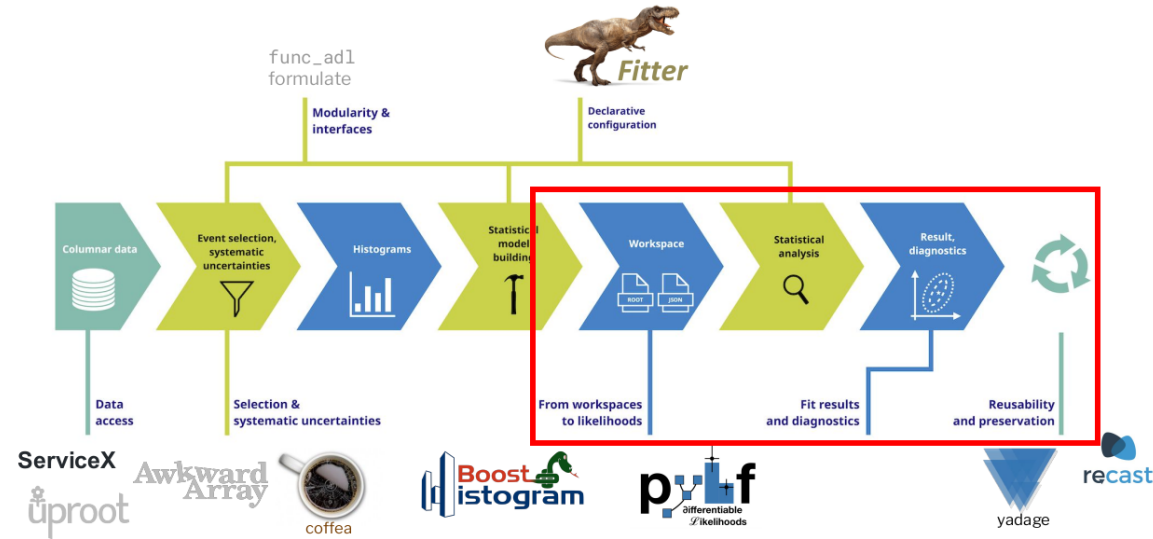 func_adl
formulate
Fitter
Modularity &
interfaces
Declarative
configuration
Columnar data
Event selection,
systematic
uncertainties
Histograms
Statistical
model
building
Workspace
ROOT
JSON
Statistical
analysis
Result,
diagnostics
Data
access
Selection &
systematic uncertainties
From workspaces
to likelihoods
Fit results
and diagnostics
Reusability
and preservation
ServiceX
Awkward
Array
uproot
coffea
Boost
Histogram
pyhf
differentiable
Likelihoods
yadage
recast